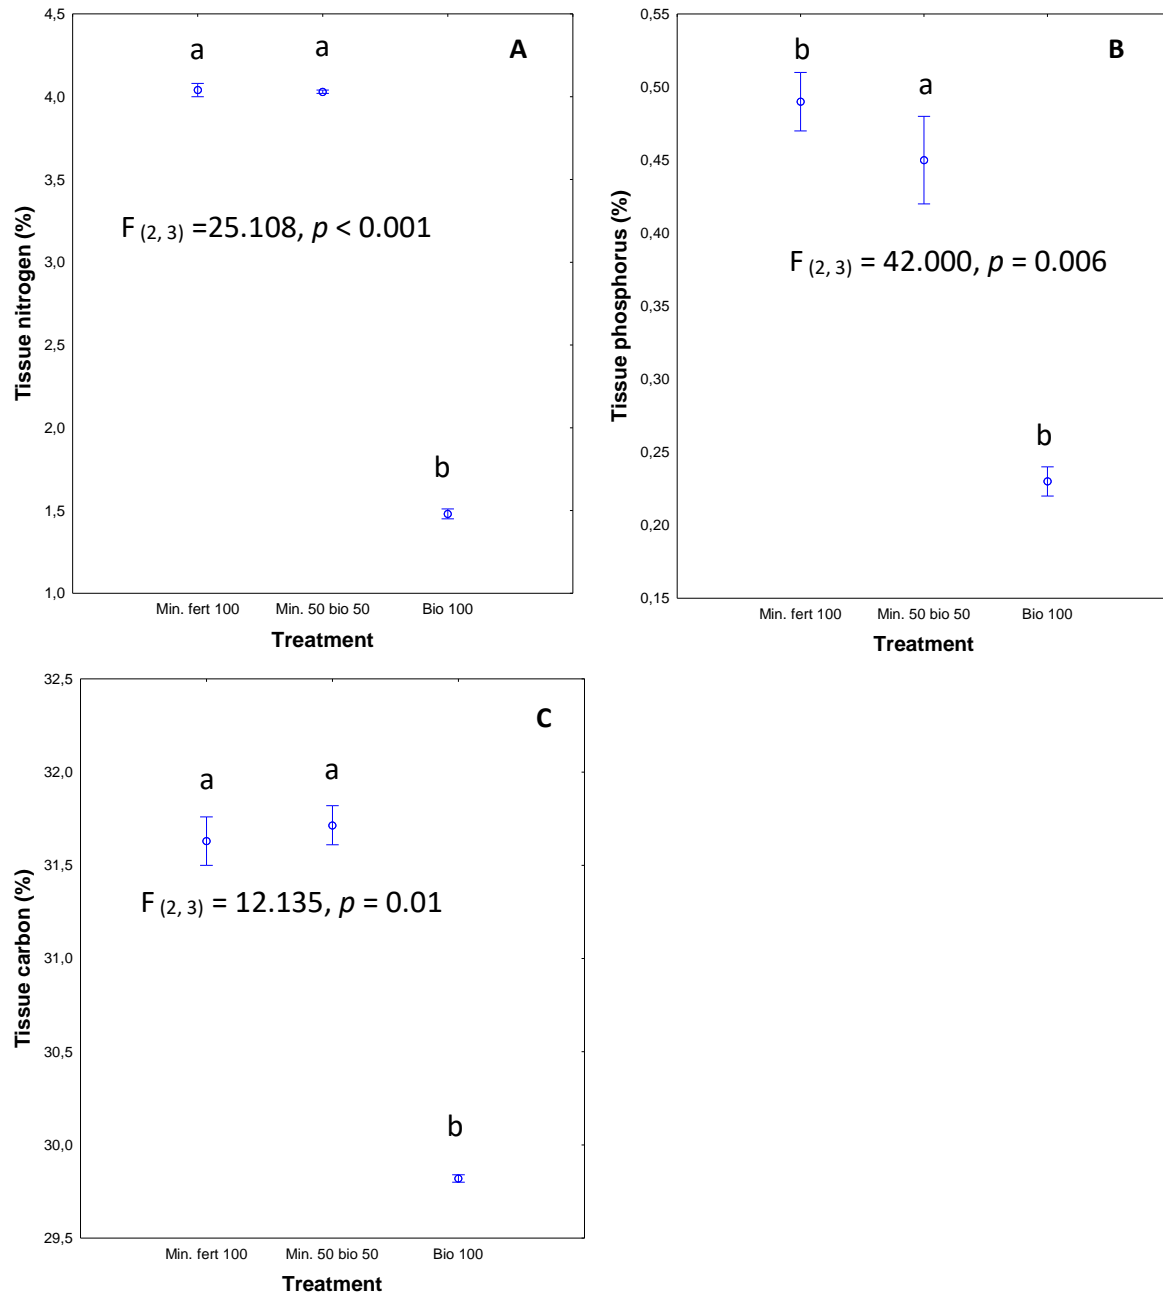 A
4,5
4,0
3,5
3,0
2,5
2,0
1,5
1,0
Tissue nitrogen (%)
a
a
b
F (2, 3) =25.108, p < 0.001
Min. fert 100
Min. 50 bio 50
Bio 100
Treatment
B
0,55
0,50
0,45
0,40
0,35
0,30
0,25
0,20
0,15
Tissue phosphorus (%)
b
a
b
F (2, 3) = 42.000, p = 0.006
Min. fert 100
Min. 50 bio 50
Bio 100
Treatment
C
32,5
32,0
31,5
31,0
30,5
30,0
29,5
Tissue carbon (%)
a
a
b
F (2, 3) = 12.135, p = 0.01
Min. fert 100
Min. 50 bio 50
Bio 100
Treatment